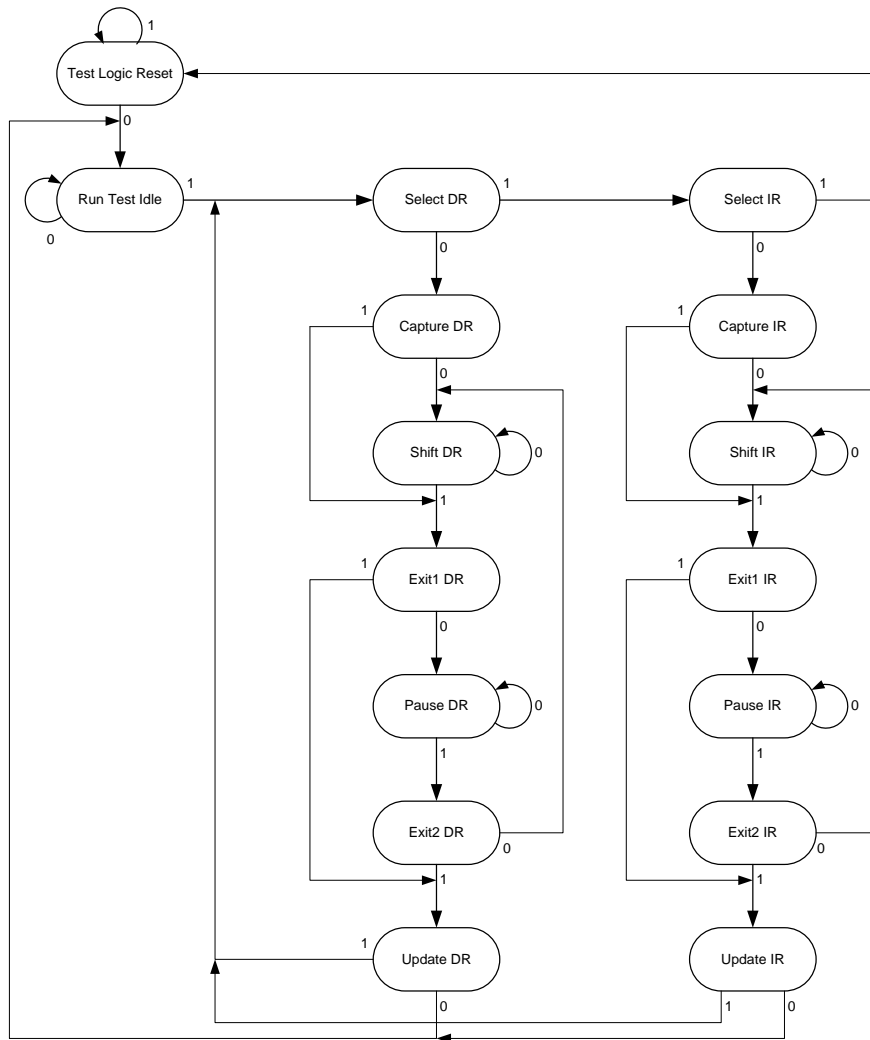 1
Test Logic Reset
0
Run Test Idle
1
0
Select DR
1
0
Select IR
1
0
1
Capture DR
0
1
Capture IR
0
Shift DR
0
1
Shift IR
0
1
1
Exit1 DR
0
1
Exit1 IR
0
Pause DR
0
1
Pause IR
0
1
Exit2 DR
0
1
Exit2 IR
0
1
1
Update DR
0
Update IR
1
0